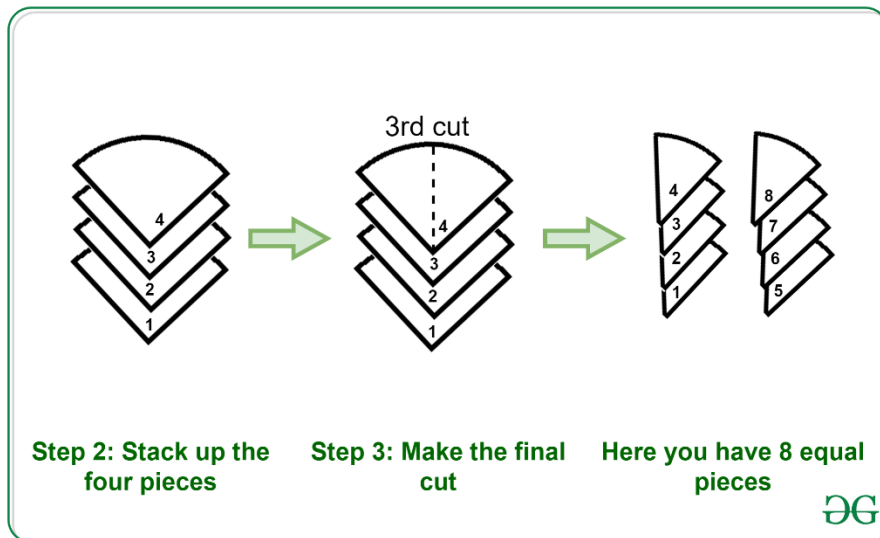 3rd cut
4
3
2
1
4
3
2
1
4
3
2
1
8
7
6
5
Step 2: Stack up the
four pieces
Step 3: Make the final
cut
Here you have 8 equal
pieces